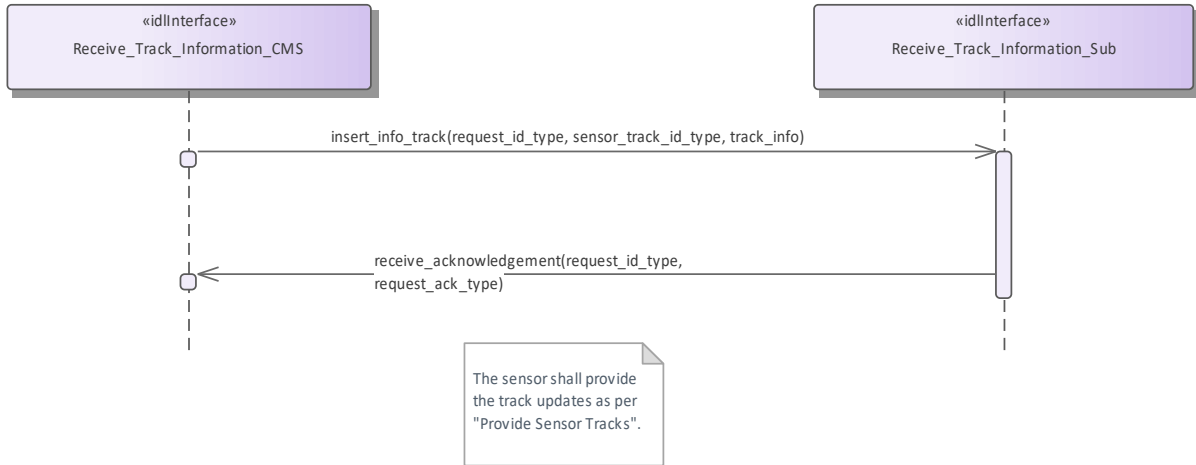 «idlInterface»
Receive_Track_Information_CMS
«idlInterface»
Receive_Track_Information_Sub
insert_info_track(request_id_type, sensor_track_id_type, track_info)
receive_acknowledgement(request_id_type,
request_ack_type)
The sensor shall provide
the track updates as per
"Provide Sensor Tracks".